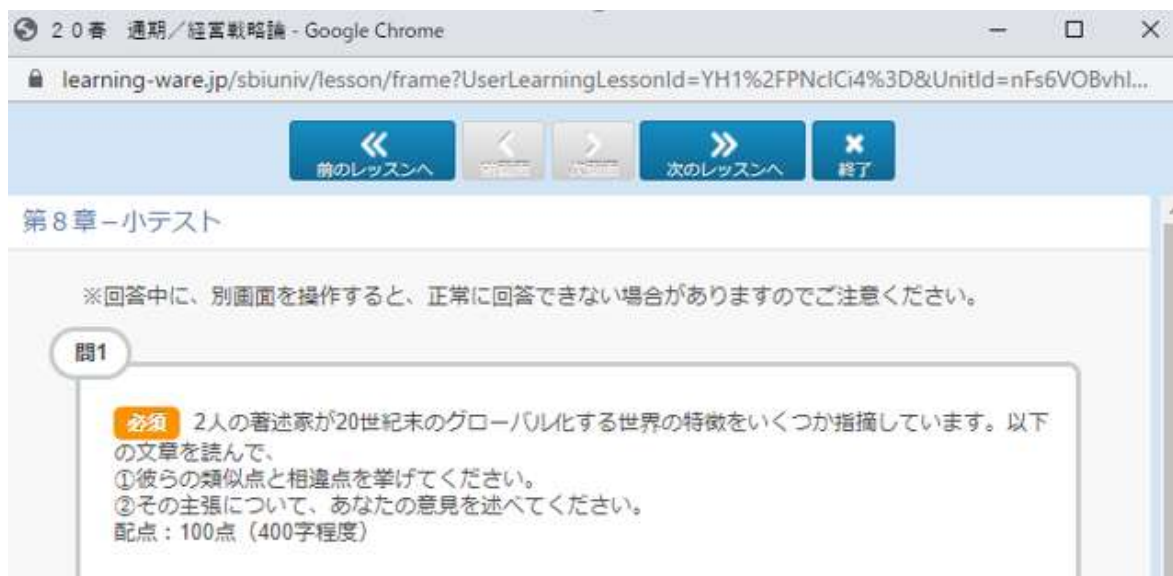 20春 通期／経営戦略論 - Google Chrome
learning-ware.jp/sbiuniv/lesson/frame?UserLearningLessonId=YH1%2FPNcICi4%3D&UnitId=nFs6VOBvhI...
前のレッスンへ 次のレッスンへ 終了
第8章－小テスト
※回答中に、別画面を操作すると、正常に回答できない場合がありますのでご注意ください。
問1
必須 2人の著述家が20世紀末のグローバル化する世界の特徴をいくつか指摘しています。以下
の文章を読んで、
①彼らの類似点と相違点を挙げてください。
②その主張について、あなたの意見を述べてください。
配点：100点（400字程度）